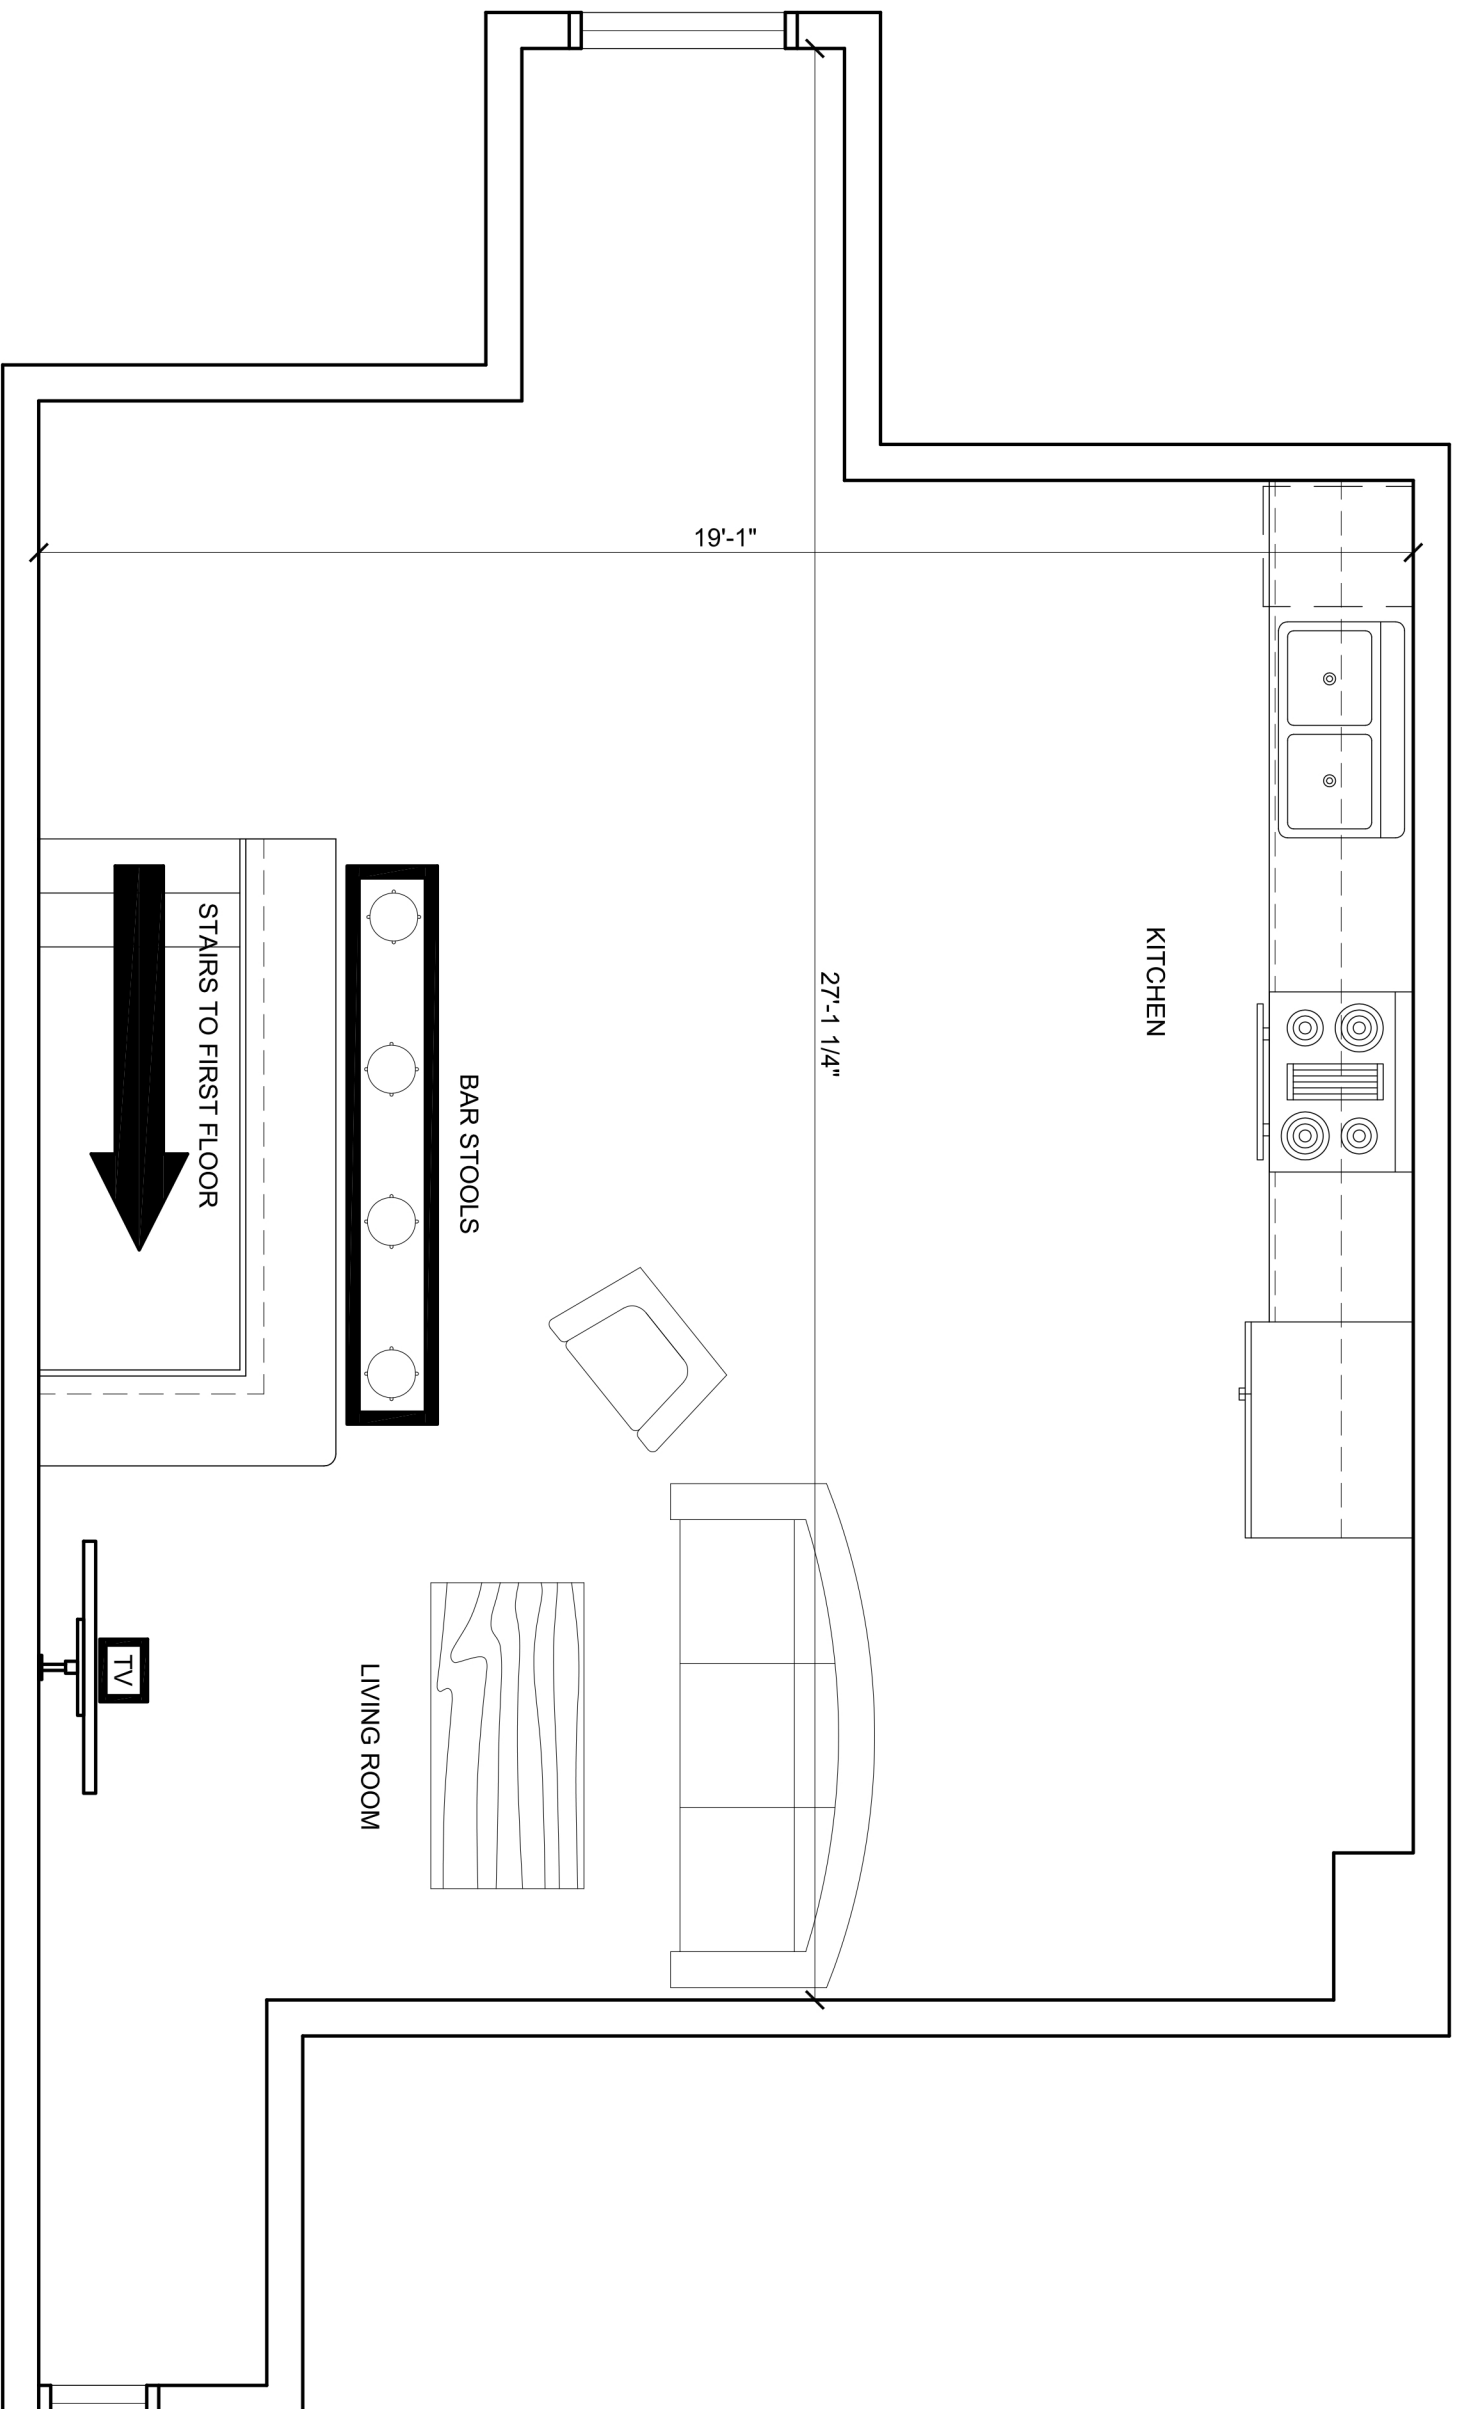 19'-1"
KITCHEN
27'-1 1/4"
BAR STOOLS
STAIRS TO FIRST FLOOR
LIVING ROOM
TV